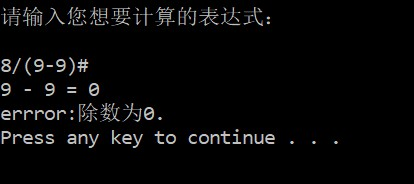 请输入您想要计算的表达式：
8/(9-9)#
9 - 9 = 0
errror:除数为0.
Press any key to continue . . .